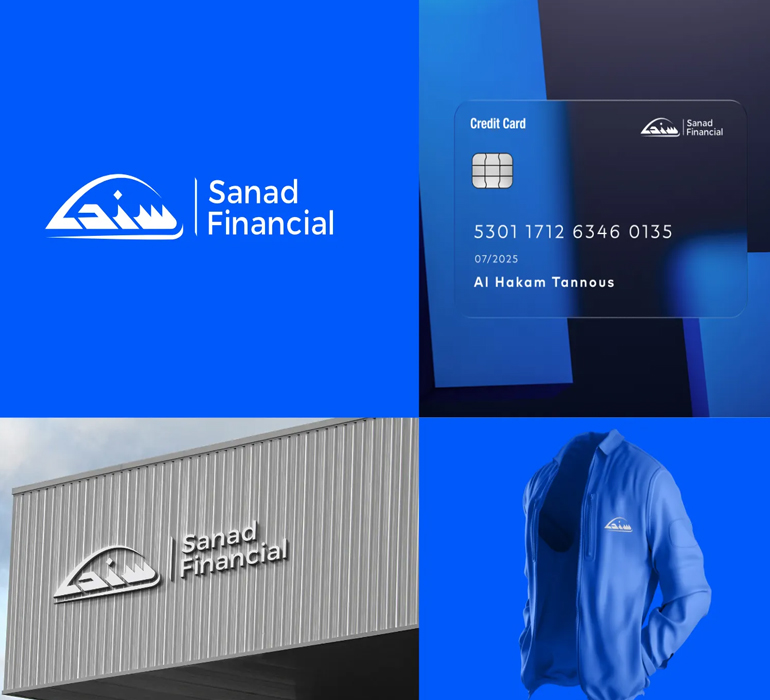 سند
Sanad
Financial
Credit Card
سند
Sanad
Financial
5301 1712 6346 0135
07/2025
Al Hakam Tannous
سند
Sanad
Financial
سند